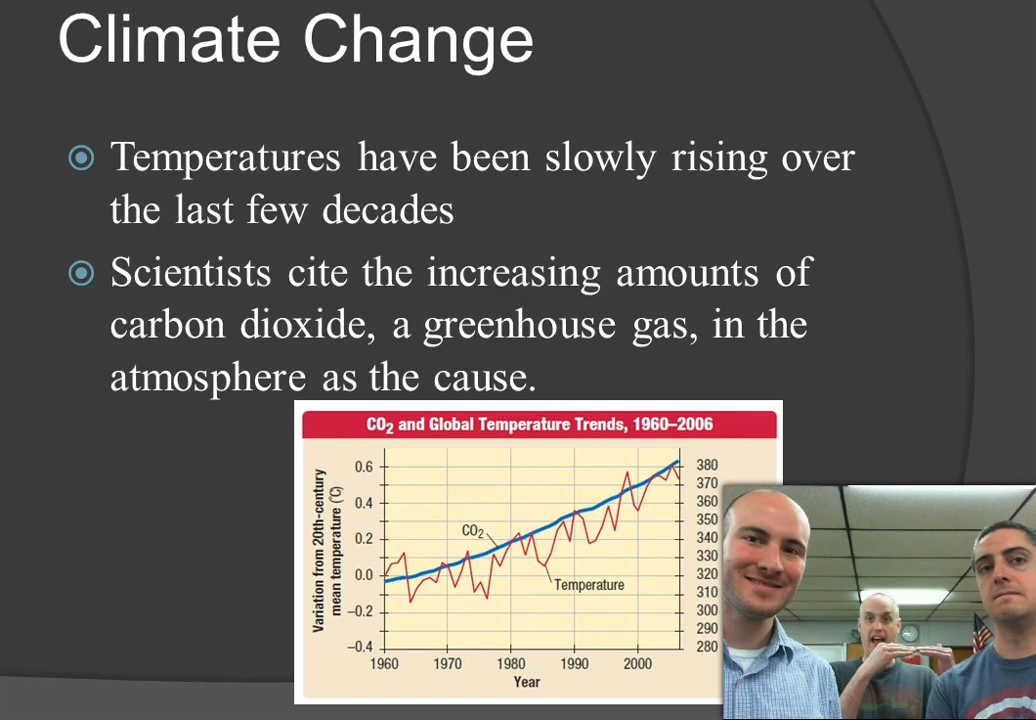 Climate Change
Temperatures have been slowly rising over
the last few decades
Scientists cite the increasing amounts of
carbon dioxide, a greenhouse gas, in the
atmosphere as the cause.
CO₂ and Global Temperature Trends, 1960–2006
Variation from 20th-century
mean temperature (°C)
0.6
0.4
0.2
0.0
–0.2
–0.4
CO₂
Temperature
380
370
360
350
340
330
320
310
300
290
280
1960 1970 1980 1990 2000
Year